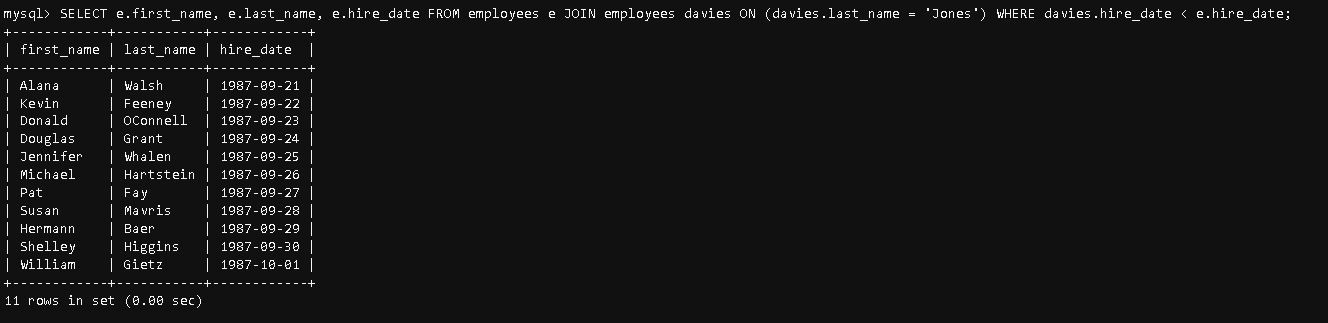 mysql> SELECT e.first_name, e.last_name, e.hire_date FROM employees e JOIN employees davies ON (davies.last_name = "Jones") WHERE davies.hire_date < e.hire_date;
+------------+-----------+------------+
| first_name | last_name | hire_date  |
+------------+-----------+------------+
| Alana      | Walsh     | 1987-09-21 |
| Kevin      | Feeney    | 1987-09-22 |
| Donald     | OConnell  | 1987-09-23 |
| Douglas    | Grant     | 1987-09-24 |
| Jennifer   | Whalen    | 1987-09-25 |
| Michael    | Hartstein | 1987-09-26 |
| Pat        | Fay       | 1987-09-27 |
| Susan      | Mavris    | 1987-09-28 |
| Hermann    | Baer      | 1987-09-29 |
| Shelley    | Higgins   | 1987-09-30 |
| William    | Gietz     | 1987-10-01 |
+------------+-----------+------------+
11 rows in set (0.00 sec)